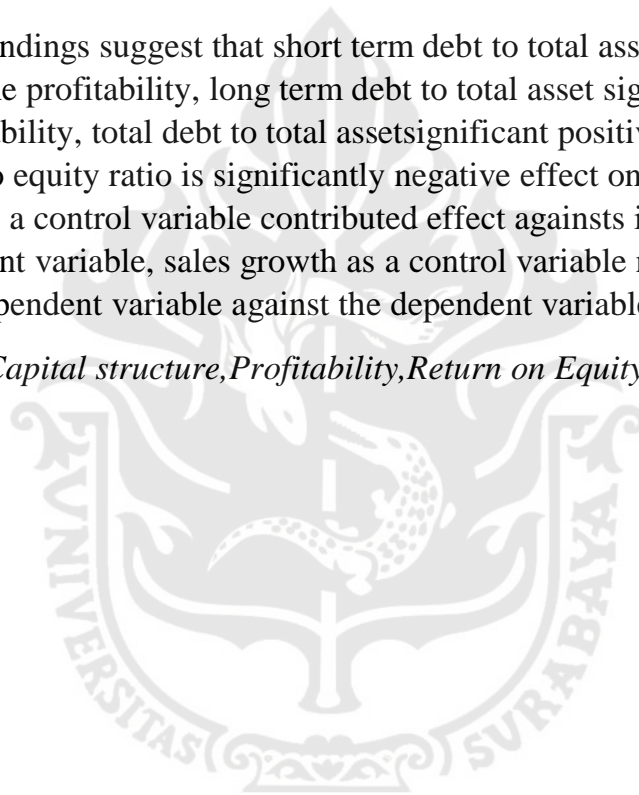 ndings suggest that short term debt to total ass
e profitability, long term debt to total asset sig
bility, total debt to total assetsignificant positiv
o equity ratio is significantly negative effect on
a control variable contributed effect againsts i
nt variable, sales growth as a control variable
pendent variable against the dependent variable
Capital structure,Profitability,Return on Equity
UNIVERSITAS SURABAYA